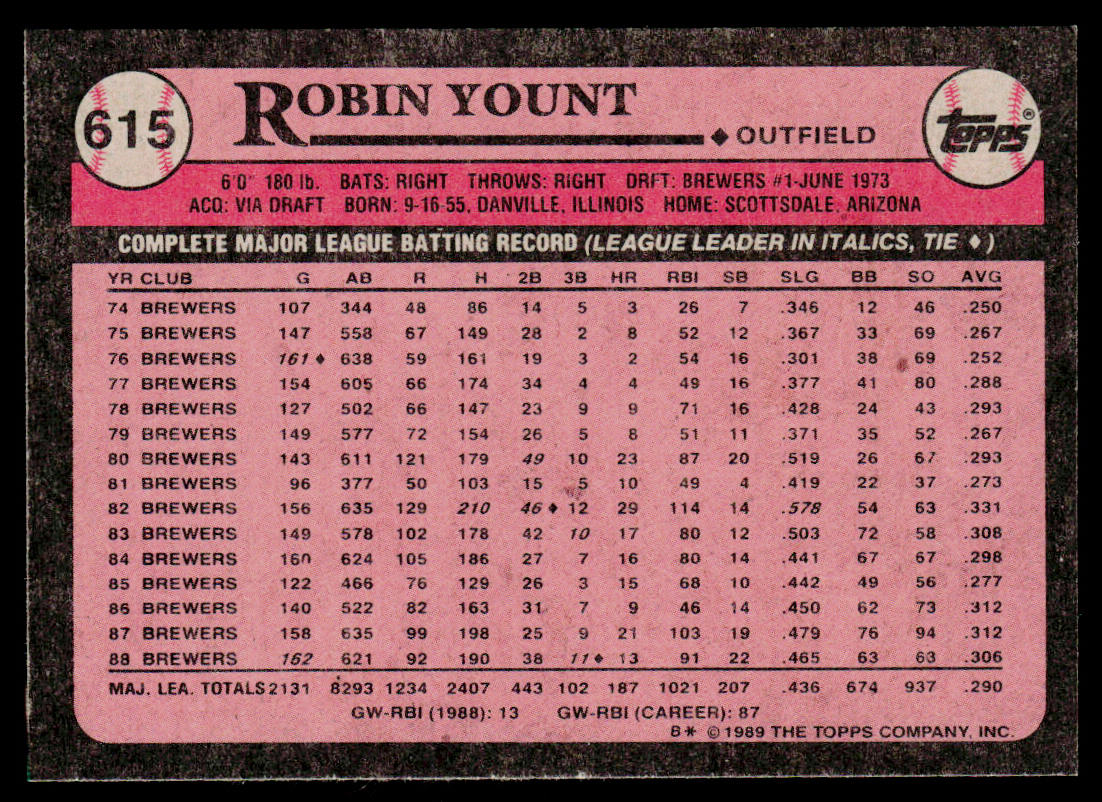 615
ROBIN YOUNT
◆ OUTFIELD
TOPPS®
6'0" 180 lb. BATS: RIGHT THROWS: RIGHT DRFT: BREWERS #1-JUNE 1973
ACQ: VIA DRAFT BORN: 9-16-55, DANVILLE, ILLINOIS HOME: SCOTTSDALE, ARIZONA
COMPLETE MAJOR LEAGUE BATTING RECORD (LEAGUE LEADER IN ITALICS, TIE ◆)
YR CLUB G AB R H 2B 3B HR RBI SB SLG BB SO AVG
74 BREWERS 107 344 48 86 14 5 3 26 7 .346 12 46 .250
75 BREWERS 147 558 67 149 28 2 8 52 12 .367 33 69 .267
76 BREWERS 161◆ 638 59 161 19 3 2 54 16 .301 38 69 .252
77 BREWERS 154 605 66 174 34 4 4 49 16 .377 41 80 .288
78 BREWERS 127 502 66 147 23 9 9 71 16 .428 24 43 .293
79 BREWERS 149 577 72 154 26 5 8 51 11 .371 35 52 .267
80 BREWERS 143 611 121 179 49 10 23 87 20 .519 26 67 .293
81 BREWERS 96 377 50 103 15 5 10 49 4 .419 22 37 .273
82 BREWERS 156 635 129 210 46◆ 12 29 114 14 .578 54 63 .331
83 BREWERS 149 578 102 178 42 10 17 80 12 .503 72 58 .308
84 BREWERS 160 624 105 186 27 7 16 80 14 .441 67 67 .298
85 BREWERS 122 466 76 129 26 3 15 68 10 .442 49 56 .277
86 BREWERS 140 522 82 163 31 7 9 46 14 .450 62 73 .312
87 BREWERS 158 635 99 198 25 9 21 103 19 .479 76 94 .312
88 BREWERS 162 621 92 190 38 11◆ 13 91 22 .465 63 63 .306
MAJ. LEA. TOTALS 2131 8293 1234 2407 443 102 187 1021 207 .436 674 937 .290
GW-RBI (1988): 13 GW-RBI (CAREER): 87
B* © 1989 THE TOPPS COMPANY, INC.